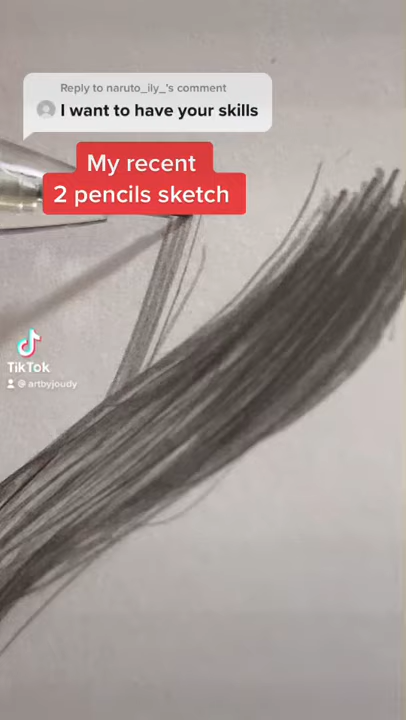 Reply to naruto_ily_'s comment
I want to have your skills
My recent
2 pencils sketch
TikTok
@artbyjoudy